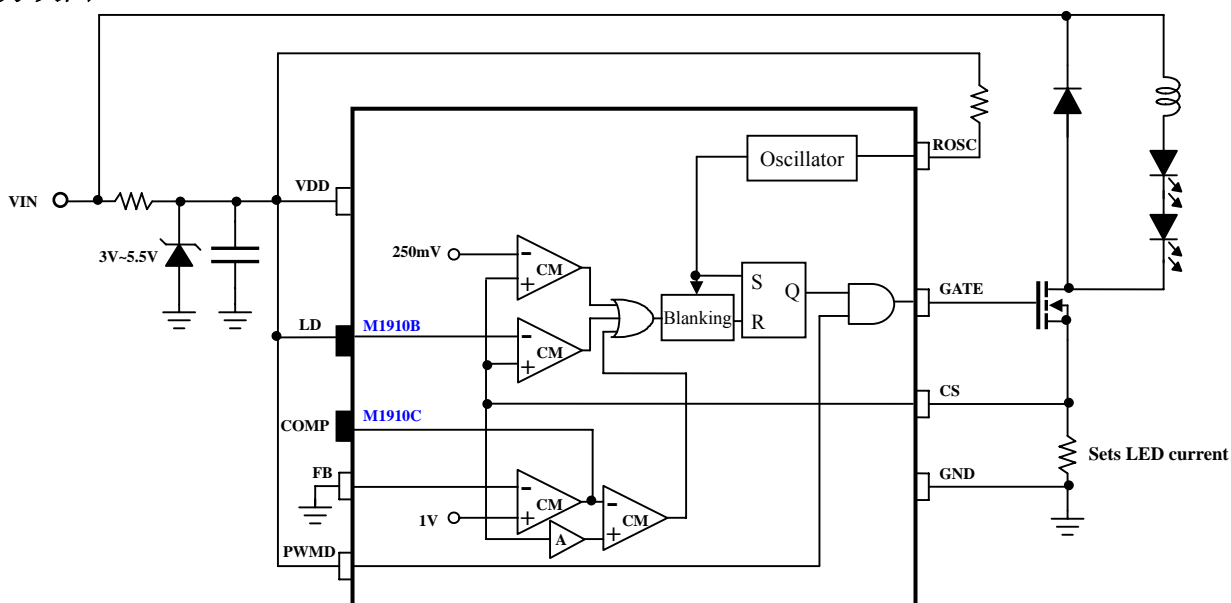 ROSC
Oscillator
VDD
VIN
3V~5.5V
250mV
CM
S
Q
R
Blanking
GATE
LD
M1910B
CM
CS
COMP
M1910C
Sets LED current
FB
CM
GND
1V
CM
A
PWMD